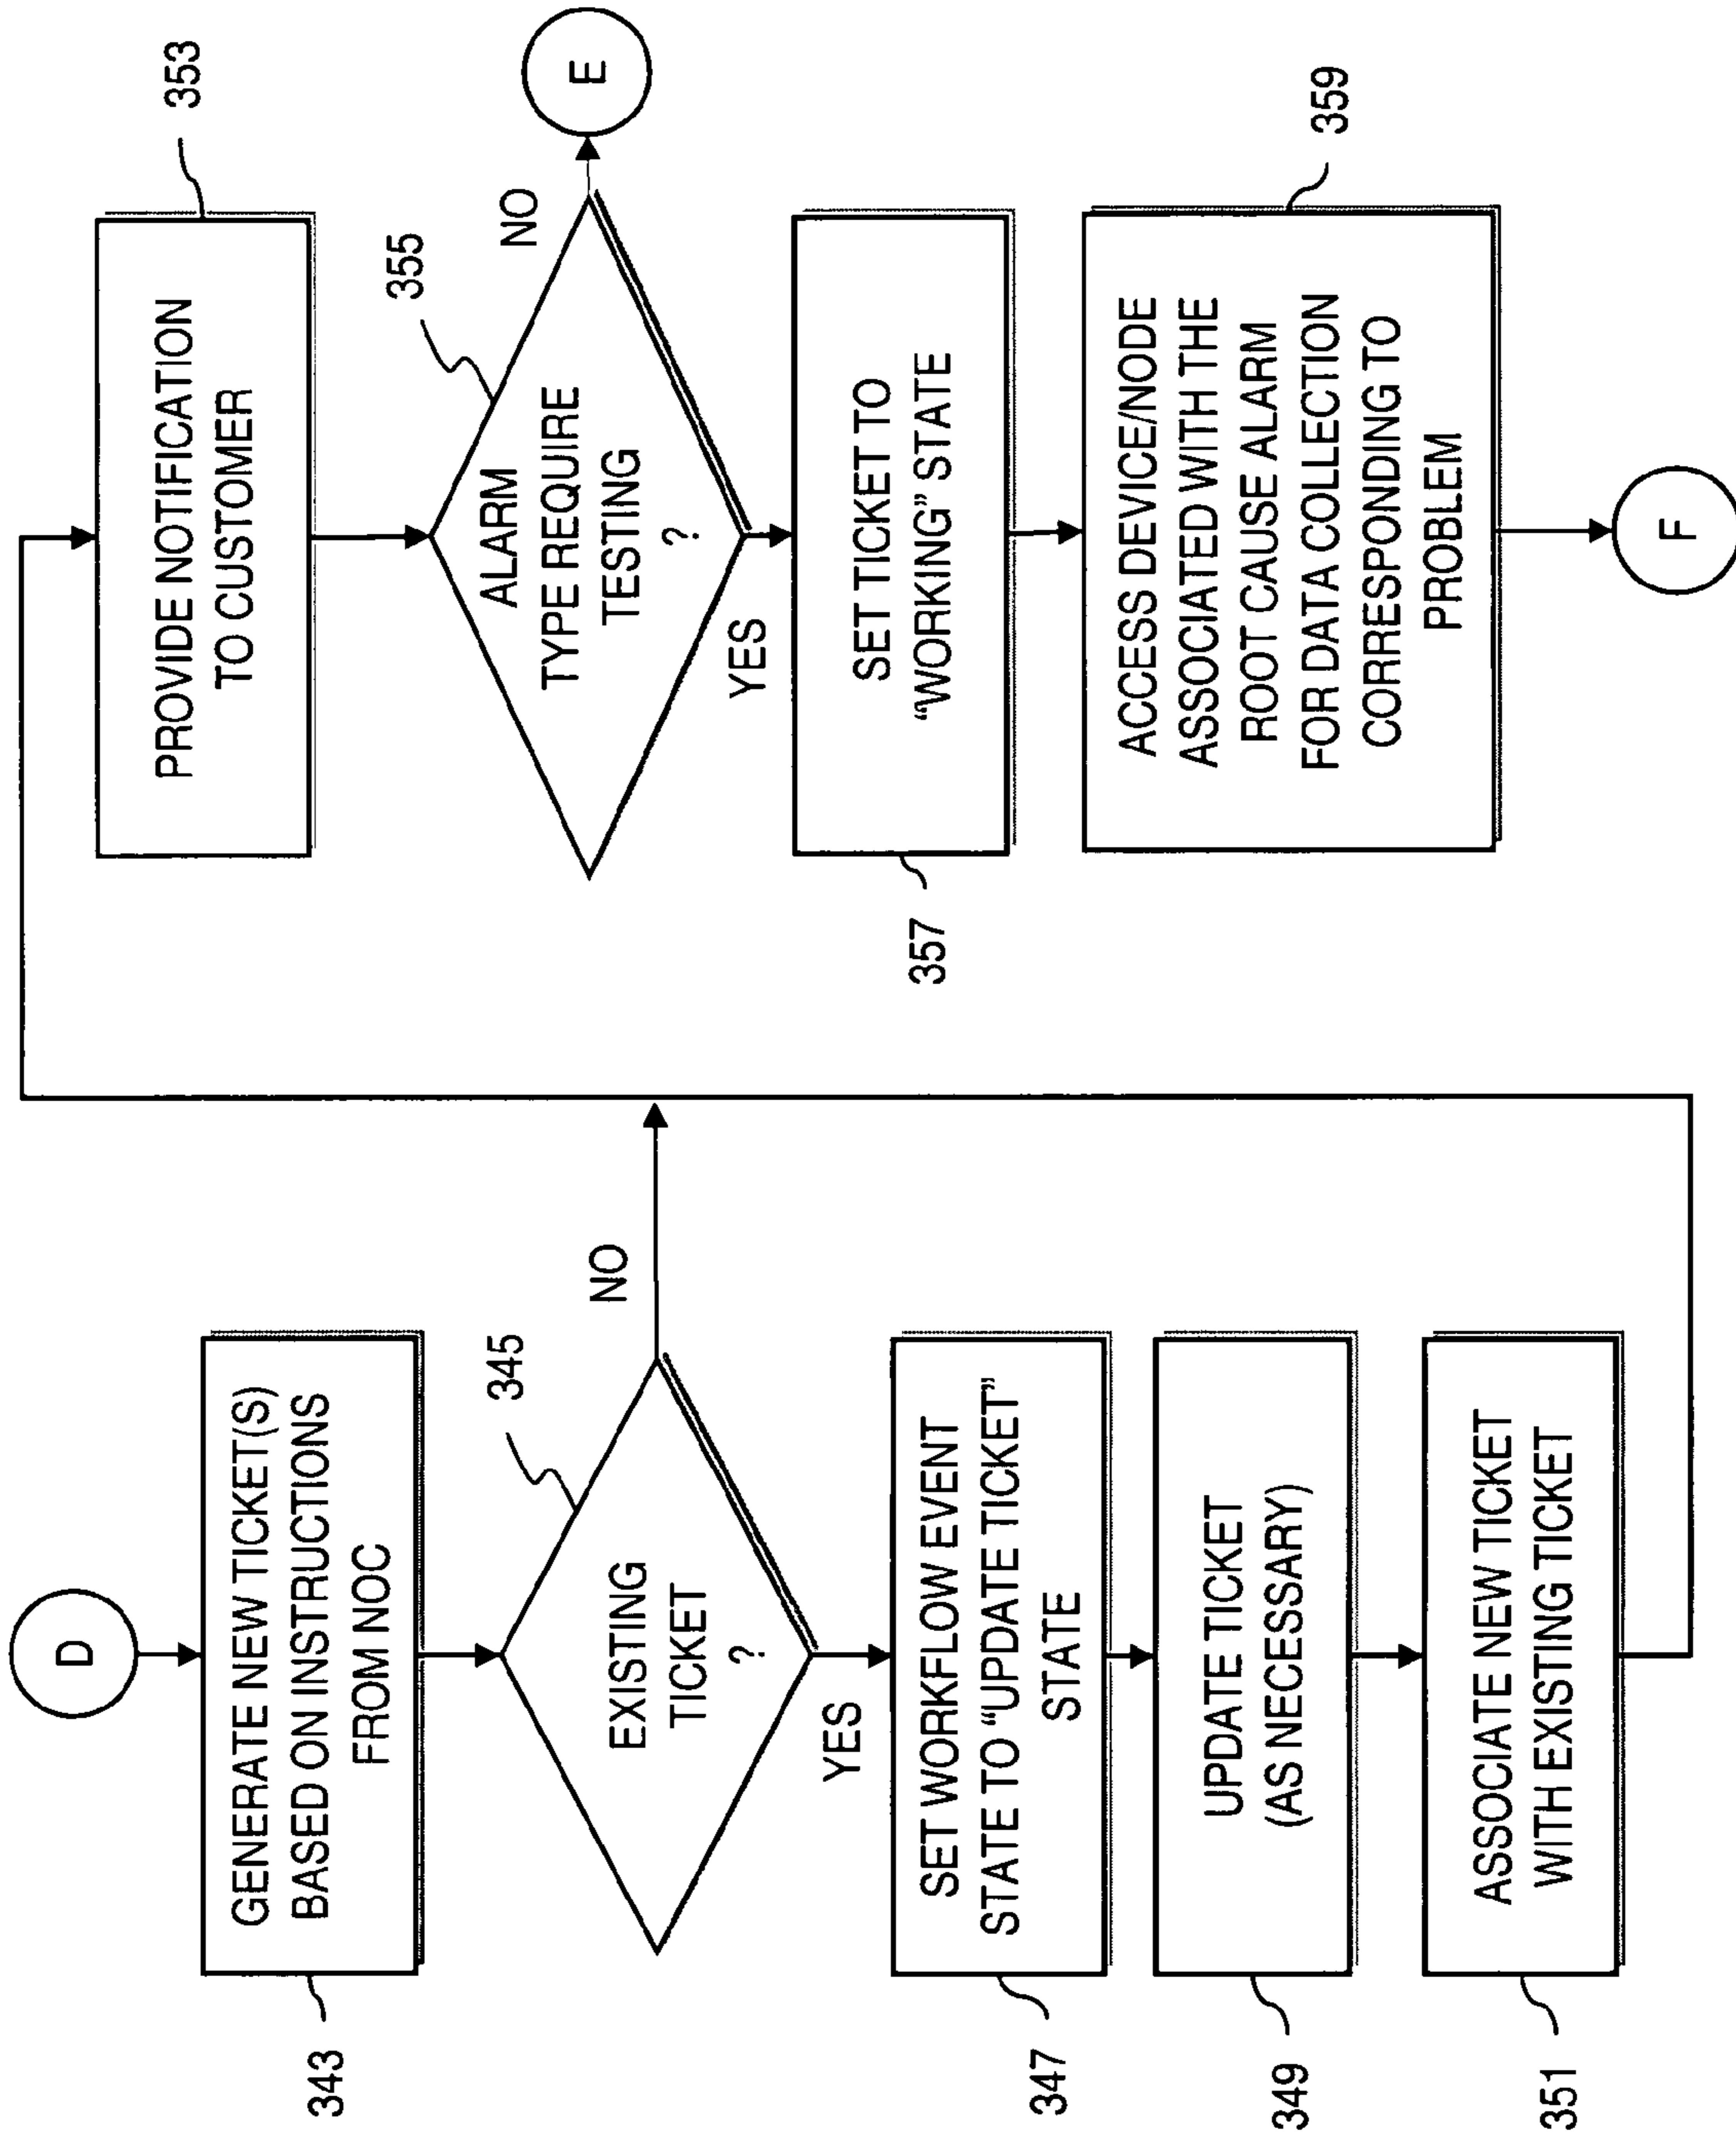 D
GENERATE NEW TICKET(S)
BASED ON INSTRUCTIONS
FROM NOC
343
345
EXISTING
TICKET
?
NO
YES
SET WORKFLOW EVENT
STATE TO "UPDATE TICKET"
STATE
347
UPDATE TICKET
(AS NECESSARY)
349
ASSOCIATE NEW TICKET
WITH EXISTING TICKET
351
353
PROVIDE NOTIFICATION
TO CUSTOMER
355
ALARM
TYPE REQUIRE
TESTING
?
NO
E
YES
SET TICKET TO
"WORKING" STATE
357
ACCESS DEVICE/NODE
ASSOCIATED WITH THE
ROOT CAUSE ALARM
FOR DATA COLLECTION
CORRESPONDING TO
PROBLEM
359
F